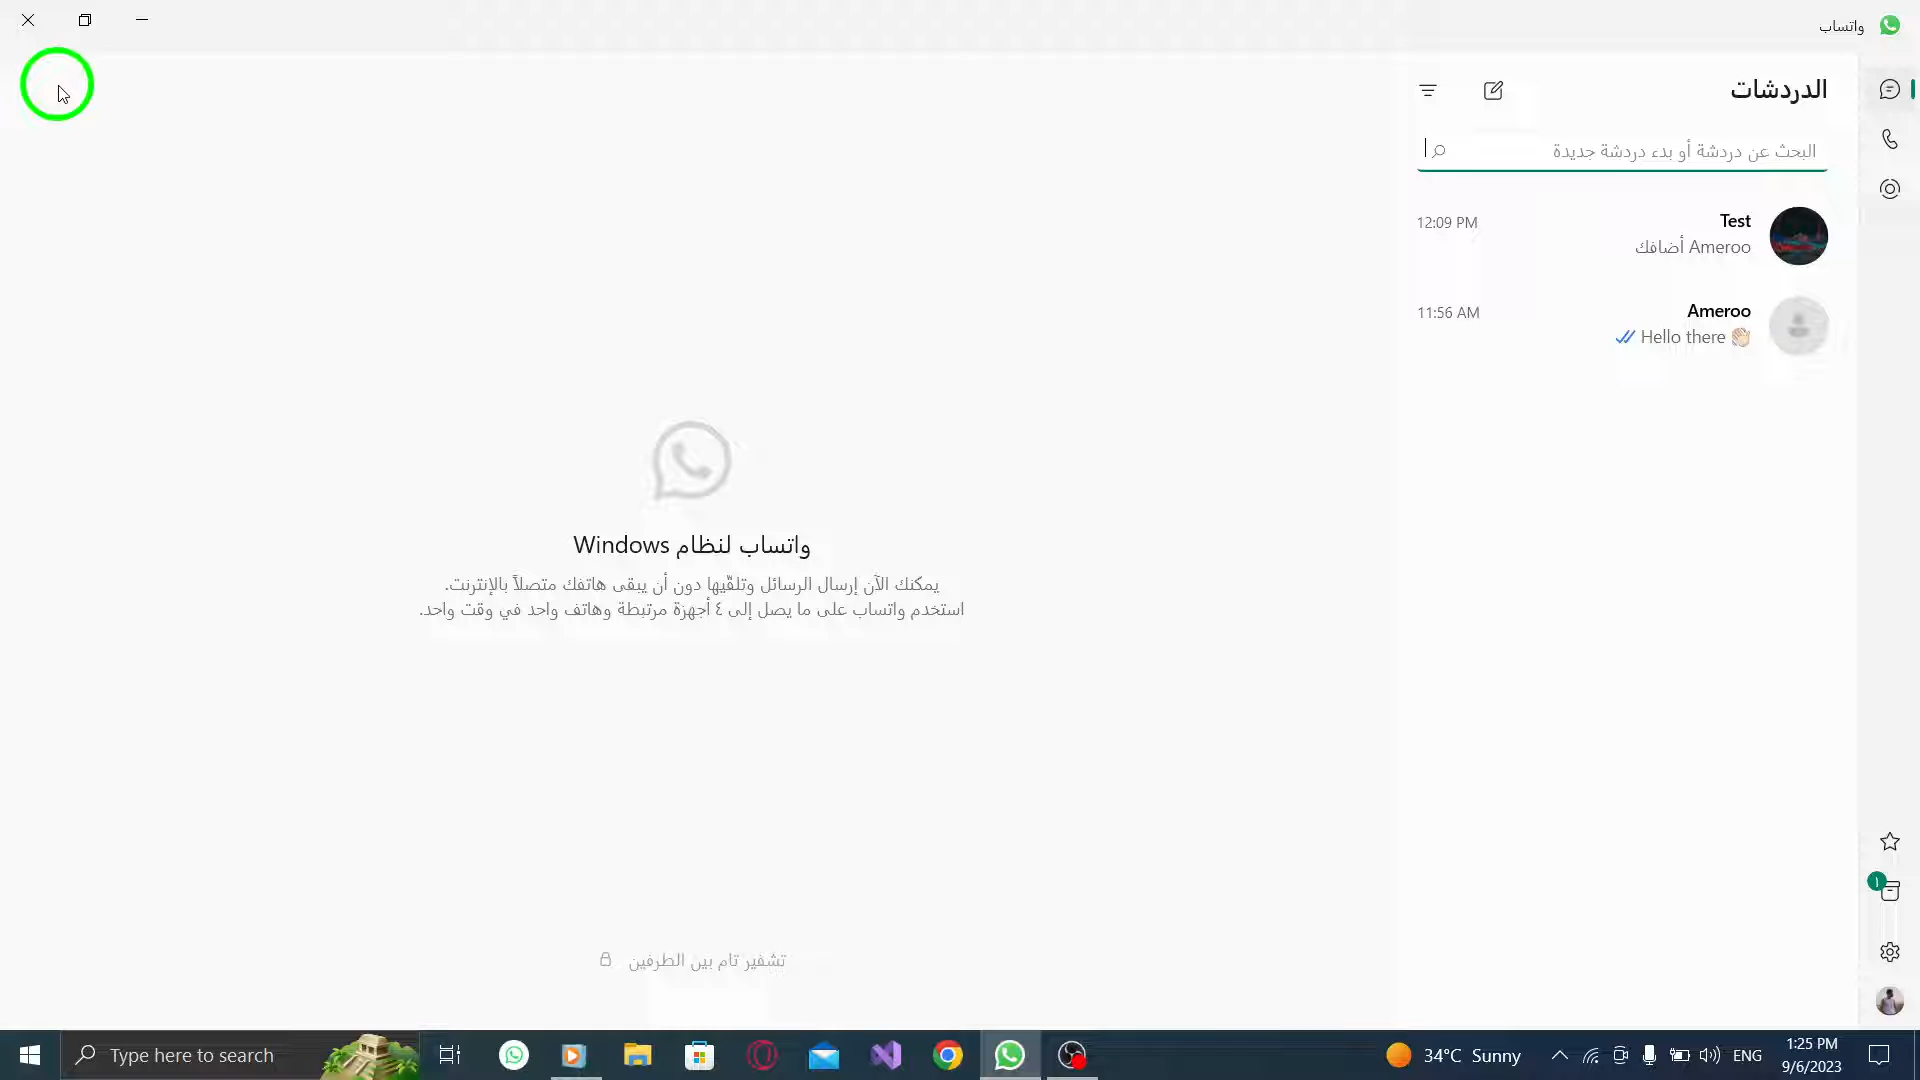 واتساب
الدردشات
البحث عن دردشة أو بدء دردشة جديدة
Test
12:09 PM
Ameroo أضافك
Ameroo
11:56 AM
Hello there 👋🏻
واتساب لنظام Windows
يمكنك الآن إرسال الرسائل وتلقّيها دون أن يبقى هاتفك متصلاً بالإنترنت.
استخدم واتساب على ما يصل إلى ٤ أجهزة مرتبطة وهاتف واحد في وقت واحد.
١
تشفير تام بين الطرفين
Type here to search
34°C Sunny
ENG
1:25 PM
9/6/2023